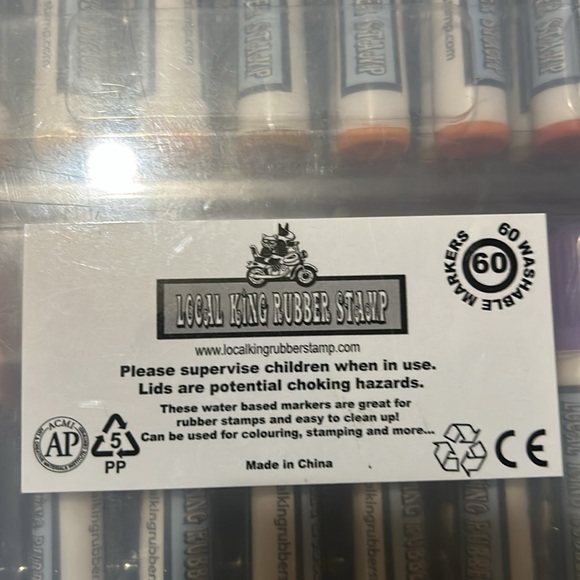 STAMP
LOCAL KING RUBBER STAMP
www.localkingrubberstamp.com
60 WASHABLE MARKERS
60
Please supervise children when in use.
Lids are potential choking hazards.
These water based markers are great for
rubber stamps and easy to clean up!
Can be used for colouring, stamping and more...
Made in China
ACMI
AP
5
PP
CE